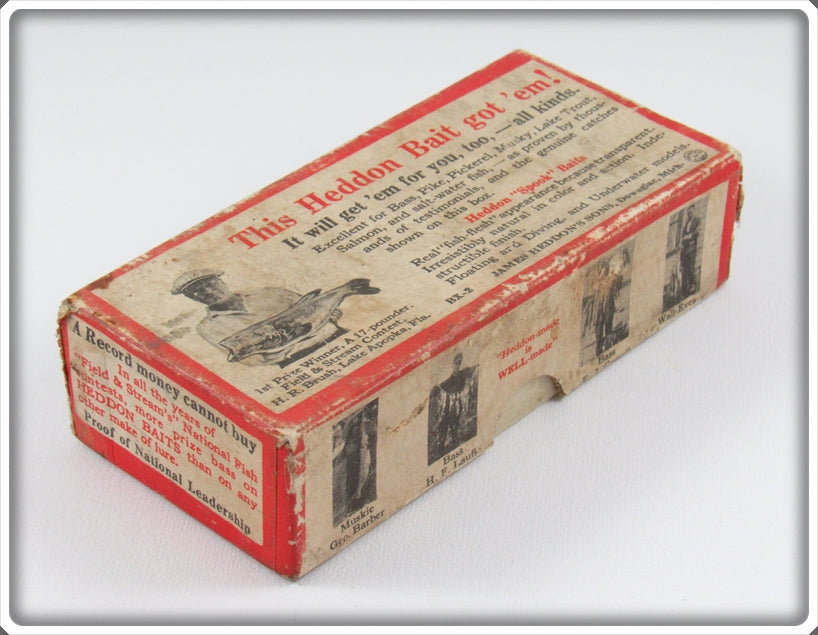 This Heddon Bait got 'em!
It will get 'em for you, too, — all kinds.
Excellent for Bass, Pike, Pickerel, Musky, Lake Trout,
Salmon, and salt-water fish, — as proven by thous-
ands of testimonials, and the genuine catches
shown on this box
Heddon "Spook" Baits
Real "fish-flesh" appearance because transparent.
Irresistibly natural in color and action. Inde-
structible finish.
Floating and Diving, and Underwater models.
BX-2 JAMES HEDDON'S SONS, Dowagiac, Mich.
1st Prize Winner, A 17-pounder.
Field & Stream Contest.
H. R. Brush, Lake Apopka, Fla.
A Record money cannot buy
In all the years of
"Field & Stream's" National Fish
Contests, more prize bass on
HEDDON BAITS than on any
other make of lure.
Proof of National Leadership
Muskie
Geo. Barber
Bass
H. F. Lauft
"Heddon-made
is
WELL-made"
Bass
Wall-Eyes